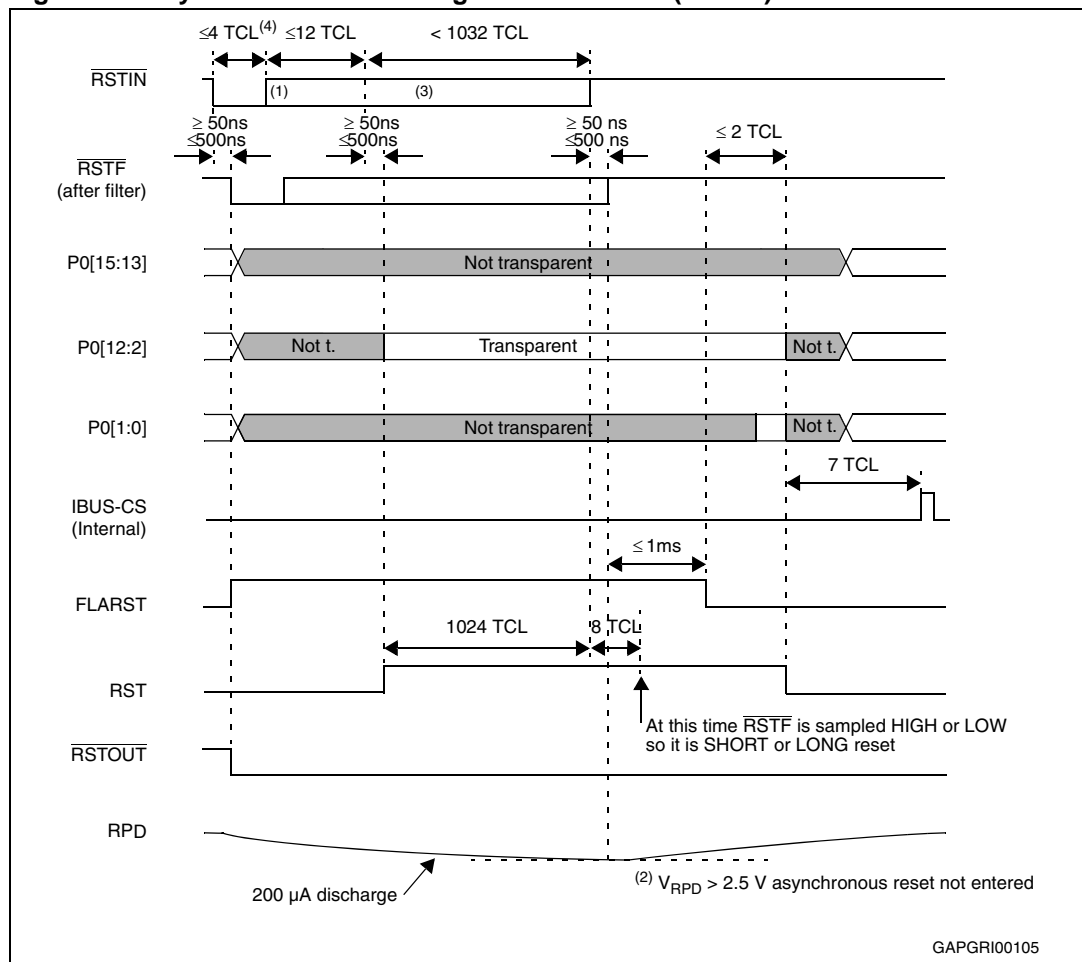 ≤4 TCL(4) ≤12 TCL < 1032 TCL
RSTIN
(1) (3)
≥ 50ns ≥ 50ns ≥ 50 ns
≤500ns ≤500ns ≤500 ns
≤ 2 TCL
RSTF
(after filter)
P0[15:13] Not transparent
P0[12:2] Not t. Transparent Not t.
P0[1:0] Not transparent Not t.
7 TCL
IBUS-CS
(Internal)
≤ 1ms
FLARST
1024 TCL 8 TCL
RST
At this time RSTF is sampled HIGH or LOW
so it is SHORT or LONG reset
RSTOUT
RPD
200 µA discharge
(2) VRPD > 2.5 V asynchronous reset not entered
GAPGRI00105